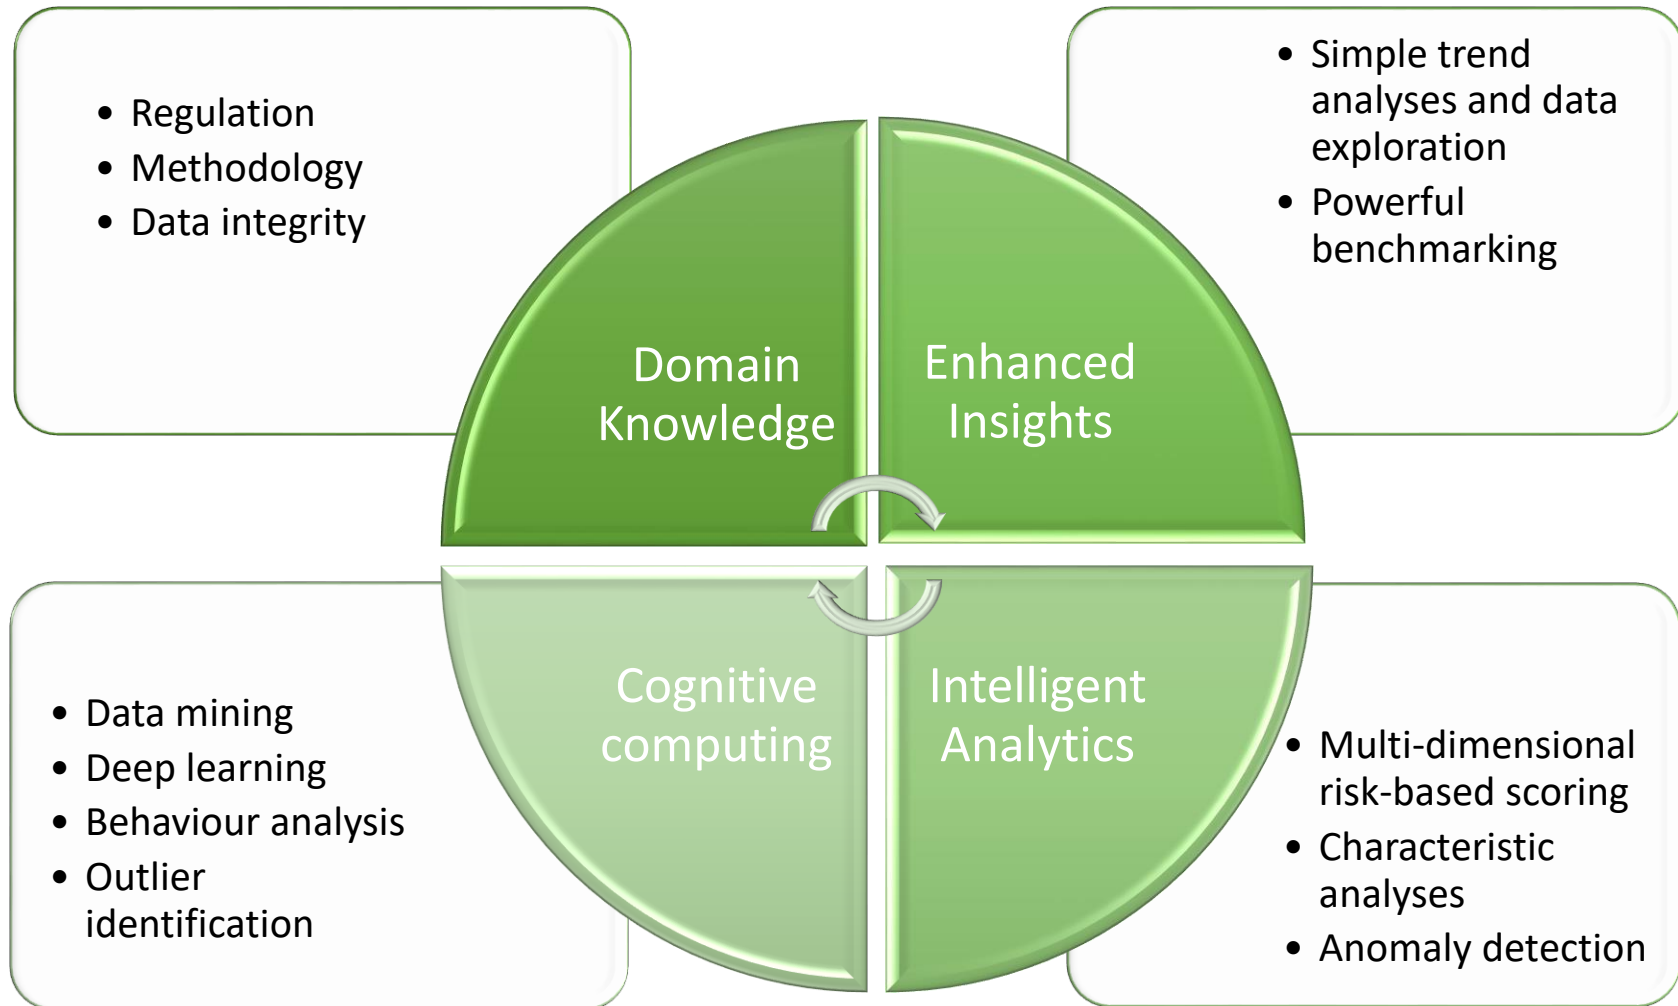 • Regulation
• Methodology
• Data integrity
• Simple trend
analyses and data
exploration
• Powerful
benchmarking
Domain
Knowledge
Enhanced
Insights
Cognitive
computing
Intelligent
Analytics
• Data mining
• Deep learning
• Behaviour analysis
• Outlier
identification
• Multi-dimensional
risk-based scoring
• Characteristic
analyses
• Anomaly detection